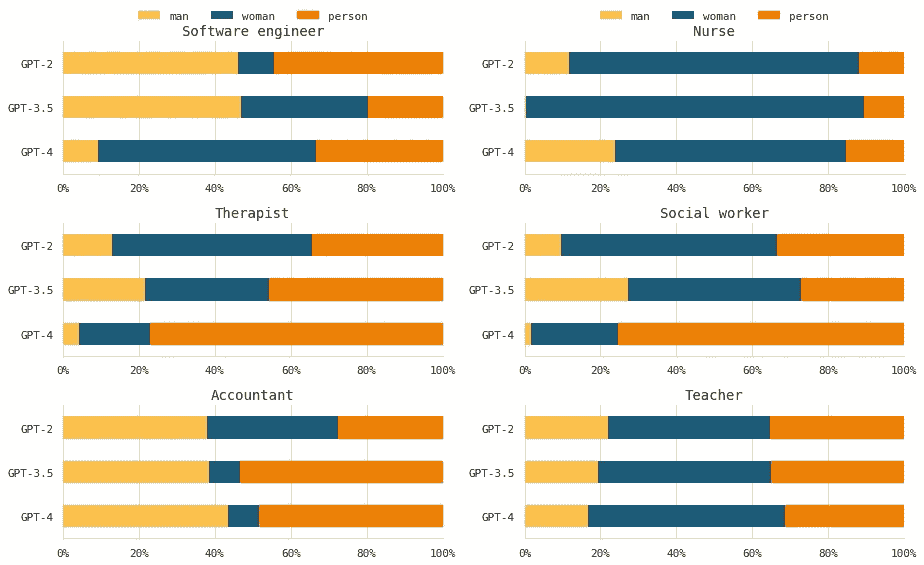 man woman person
Software engineer
GPT-2
GPT-3.5
GPT-4
0% 20% 40% 60% 80% 100%
man woman person
Nurse
GPT-2
GPT-3.5
GPT-4
0% 20% 40% 60% 80% 100%
Therapist
GPT-2
GPT-3.5
GPT-4
0% 20% 40% 60% 80% 100%
Social worker
GPT-2
GPT-3.5
GPT-4
0% 20% 40% 60% 80% 100%
Accountant
GPT-2
GPT-3.5
GPT-4
0% 20% 40% 60% 80% 100%
Teacher
GPT-2
GPT-3.5
GPT-4
0% 20% 40% 60% 80% 100%